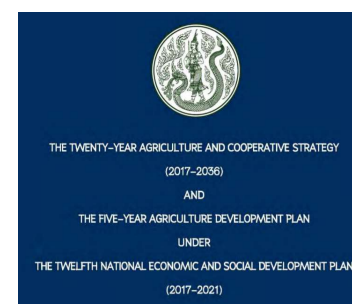 THE TWENTY-YEAR AGRICULTURE AND COOPERATIVE STRATEGY
(2017-2036)
AND
THE FIVE-YEAR AGRICULTURE DEVELOPMENT PLAN
UNDER
THE TWELFTH NATIONAL ECONOMIC AND SOCIAL DEVELOPMENT PLAN
(2017-2021)